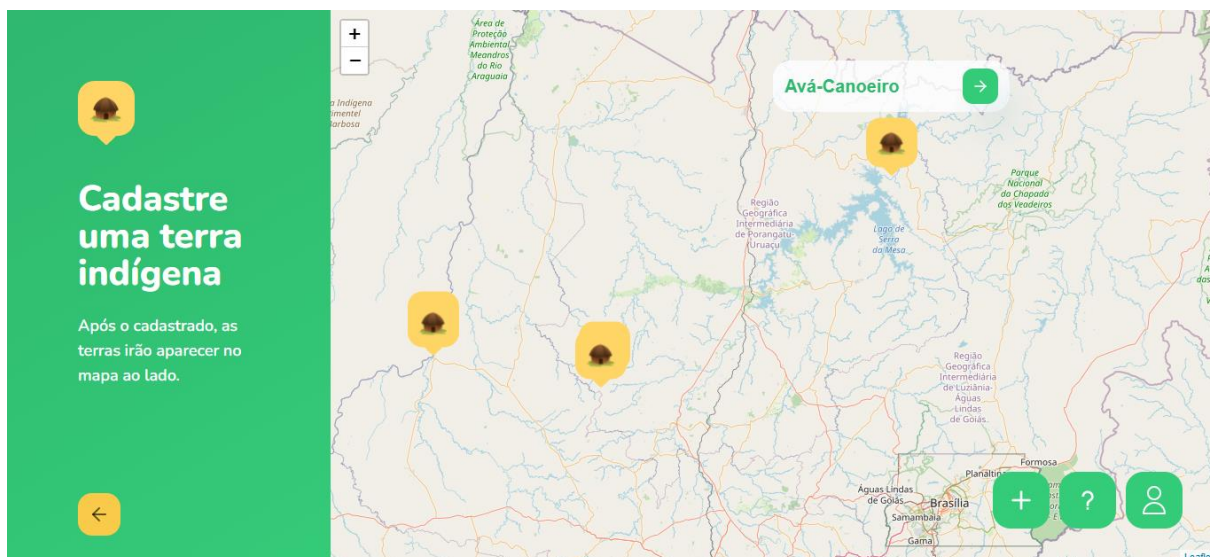 Cadastre
uma terra
indígena
Após o cadastrado, as
terras irão aparecer no
mapa ao lado.
+
−
Área de
Proteção
Ambiental
Meandros
do Rio
Araguaia
Indígena
Avá-Canoeiro
Parque
Nacional
da Chapada
dos Veadeiros
Região
Geográfica
Intermediária
de Porangatu-
Uruaçu
Lago de
Serra
da Mesa
Região
Geográfica
Intermediária
de Luziânia-
Águas
Lindas
de Goiás
Formosa
Planaltina
Águas Lindas
de Goiás
Brasília
Samambaia
Gama
+
?